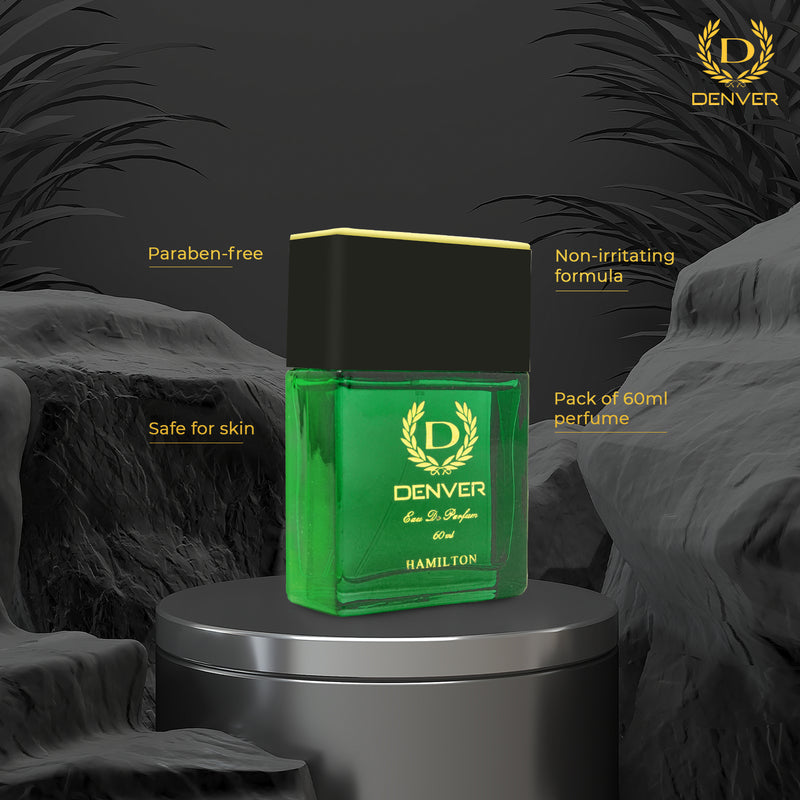 D
DENVER
Paraben-free
Non-irritating
formula
Safe for skin
Pack of 60ml
perfume
D
DENVER
Eau De Parfum
60 ml
HAMILTON